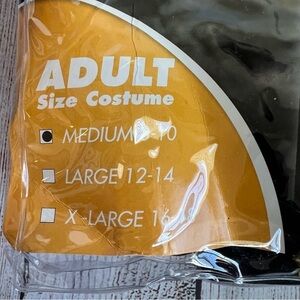 ADULT
Size Costume
MEDIUM -10
LARGE 12-14
X-LARGE 16